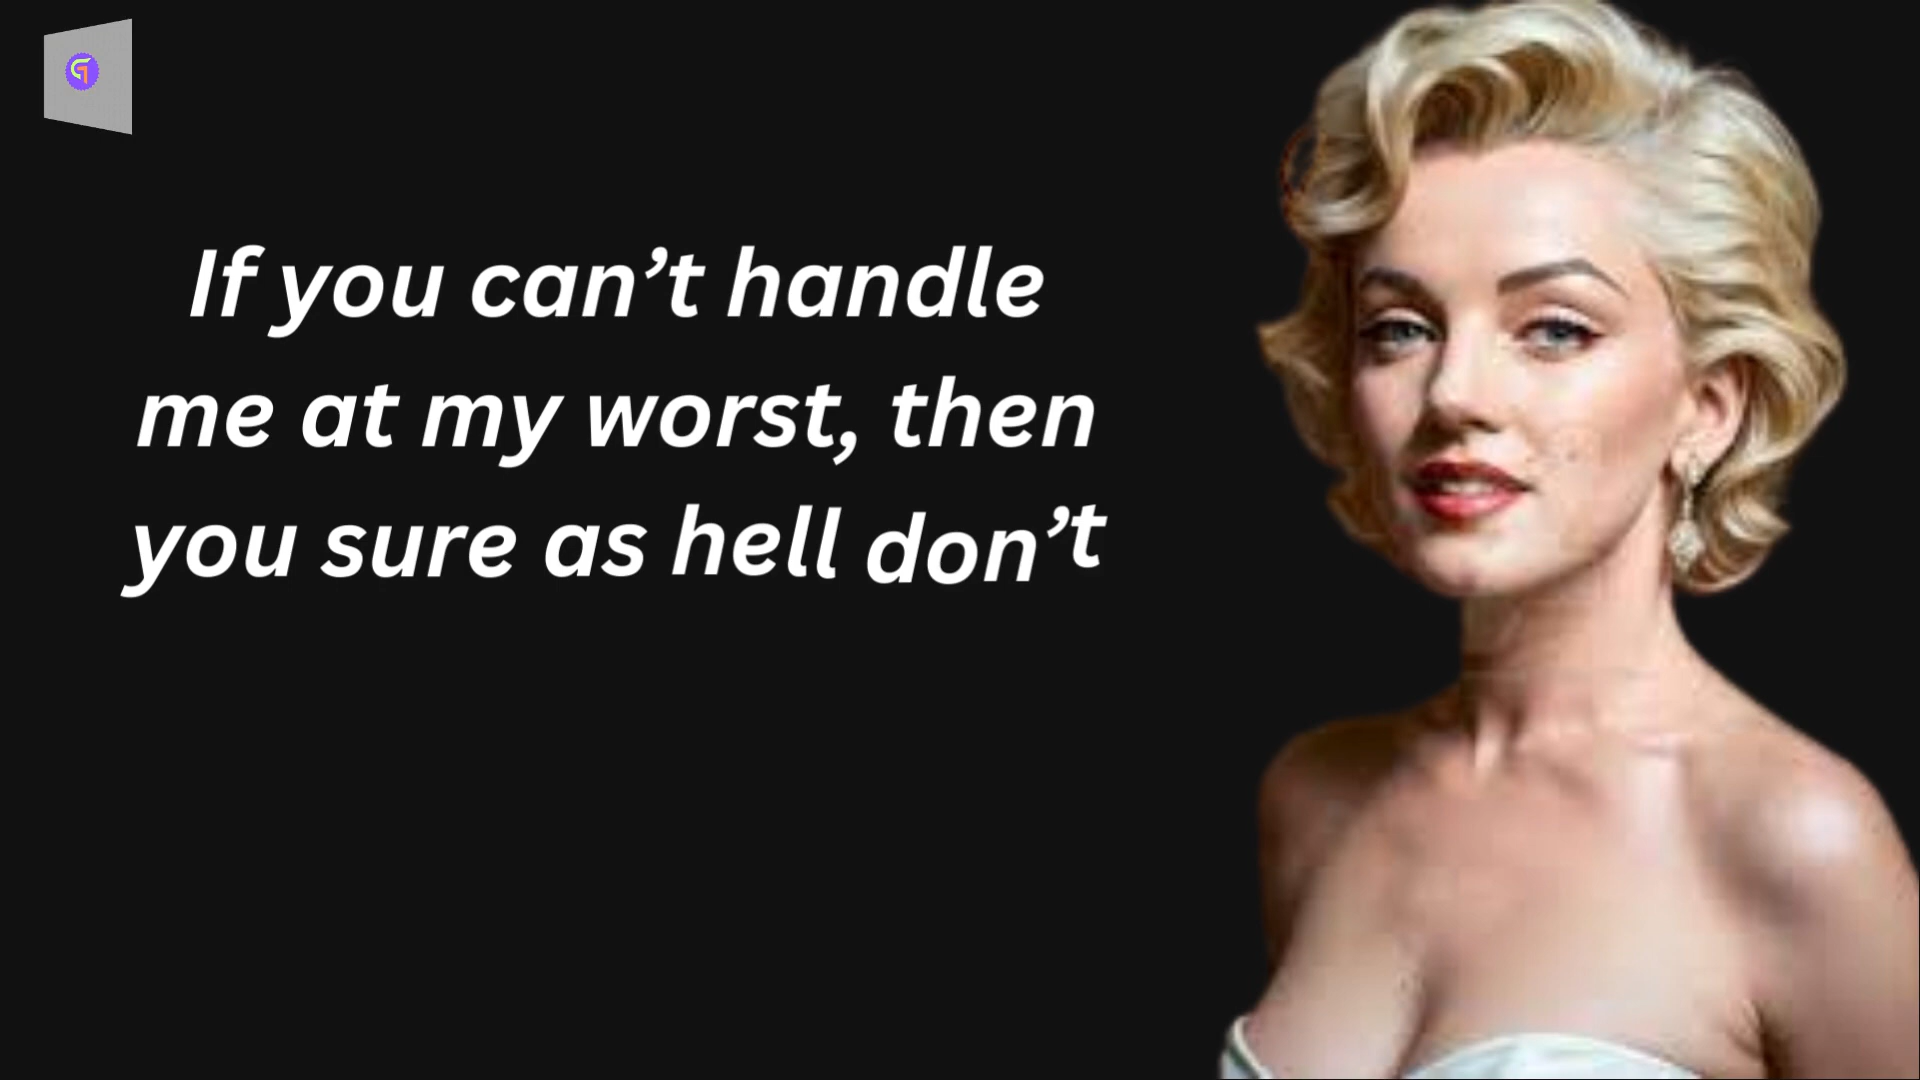 If you can’t handle
me at my worst, then
you sure as hell don’t